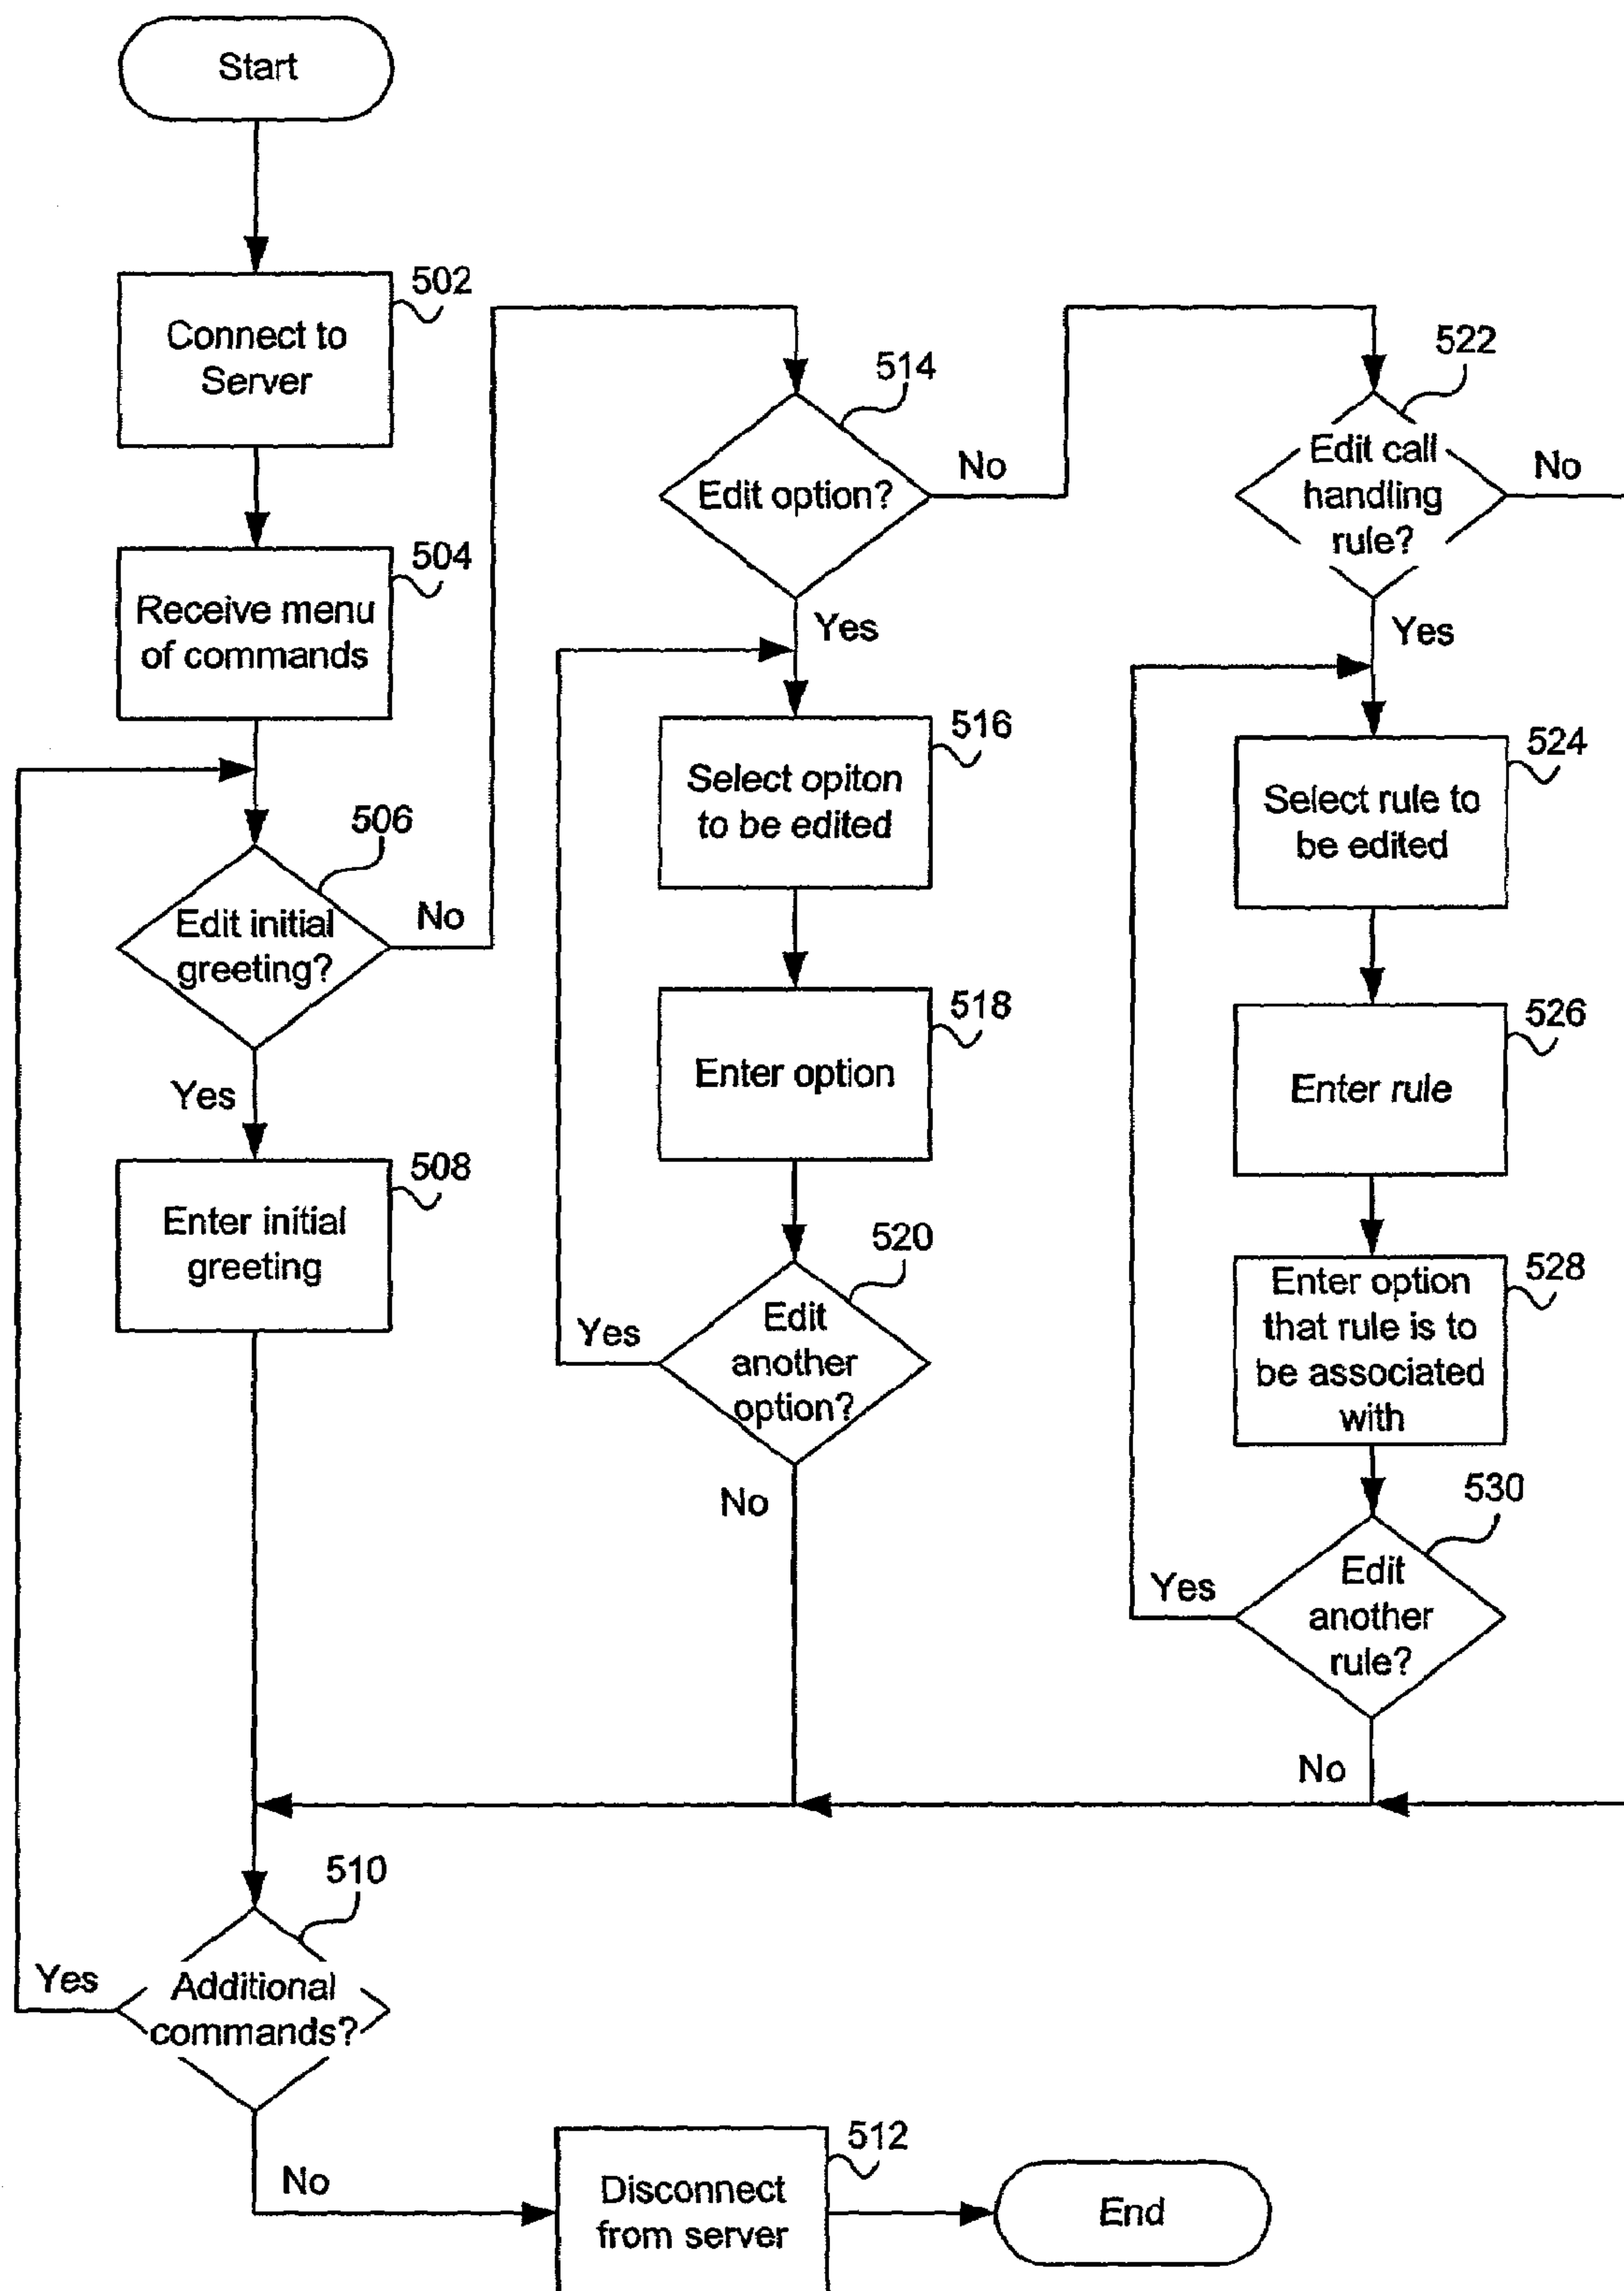 Start
502
Connect to
Server
504
Receive menu
of commands
506
Edit initial
greeting?
No
Yes
508
Enter initial
greeting
514
Edit option?
No
Yes
516
Select opiton
to be edited
518
Enter option
520
Edit
another
option?
Yes
No
522
Edit call
handling
rule?
No
Yes
524
Select rule to
be edited
526
Enter rule
528
Enter option
that rule is to
be associated
with
530
Edit
another
rule?
Yes
No
510
Additional
commands?
Yes
No
512
Disconnect
from server
End